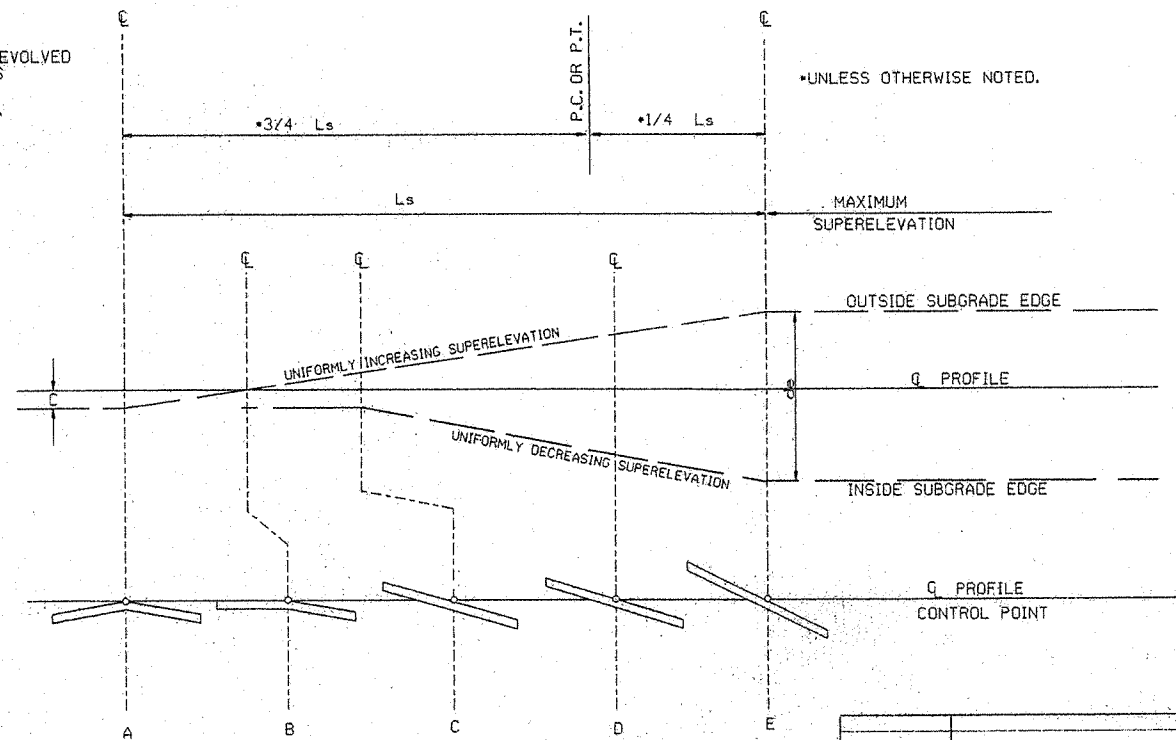 EVOLVED
℄
℄
P.C. OR P.T.
*UNLESS OTHERWISE NOTED.
*3/4 Ls
*1/4 Ls
Ls
MAXIMUM
SUPERELEVATION
℄
℄
℄
OUTSIDE SUBGRADE EDGE
UNIFORMLY INCREASING SUPERELEVATION
℄ PROFILE
C
UNIFORMLY DECREASING SUPERELEVATION
INSIDE SUBGRADE EDGE
℄ PROFILE
CONTROL POINT
A
B
C
D
E